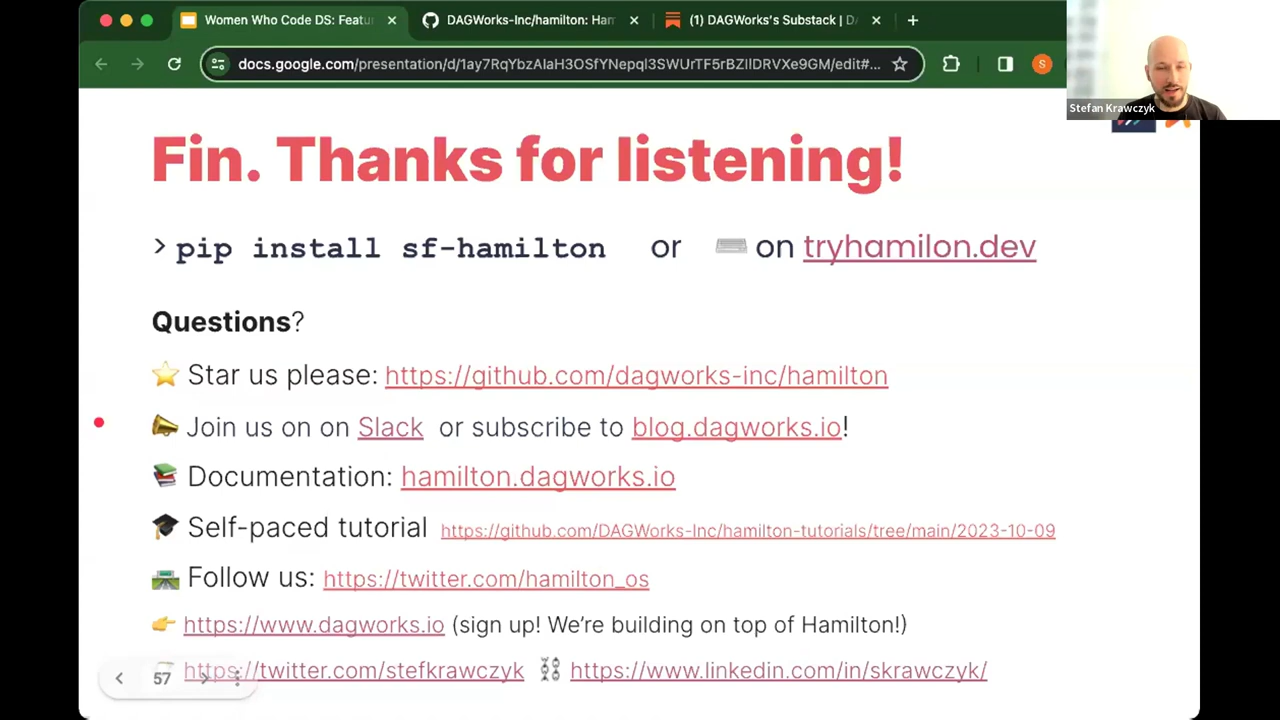 Women Who Code DS: Featu
DAGWorks-Inc/hamilton: Ham
(1) DAGWorks's Substack | D
docs.google.com/presentation/d/1ay7RqYbzAIaH3OSfYNepql3SWUrTF5rBZIlDRVXe9GM/edit#...
S
Stefan Krawczyk
Fin. Thanks for listening!
> pip install sf-hamilton or on tryhamilon.dev
Questions?
Star us please: https://github.com/dagworks-inc/hamilton
Join us on on Slack or subscribe to blog.dagworks.io!
Documentation: hamilton.dagworks.io
Self-paced tutorial https://github.com/DAGWorks-Inc/hamilton-tutorials/tree/main/2023-10-09
Follow us: https://twitter.com/hamilton_os
https://www.dagworks.io (sign up! We're building on top of Hamilton!)
https://twitter.com/stefkrawczyk https://www.linkedin.com/in/skrawczyk/
57